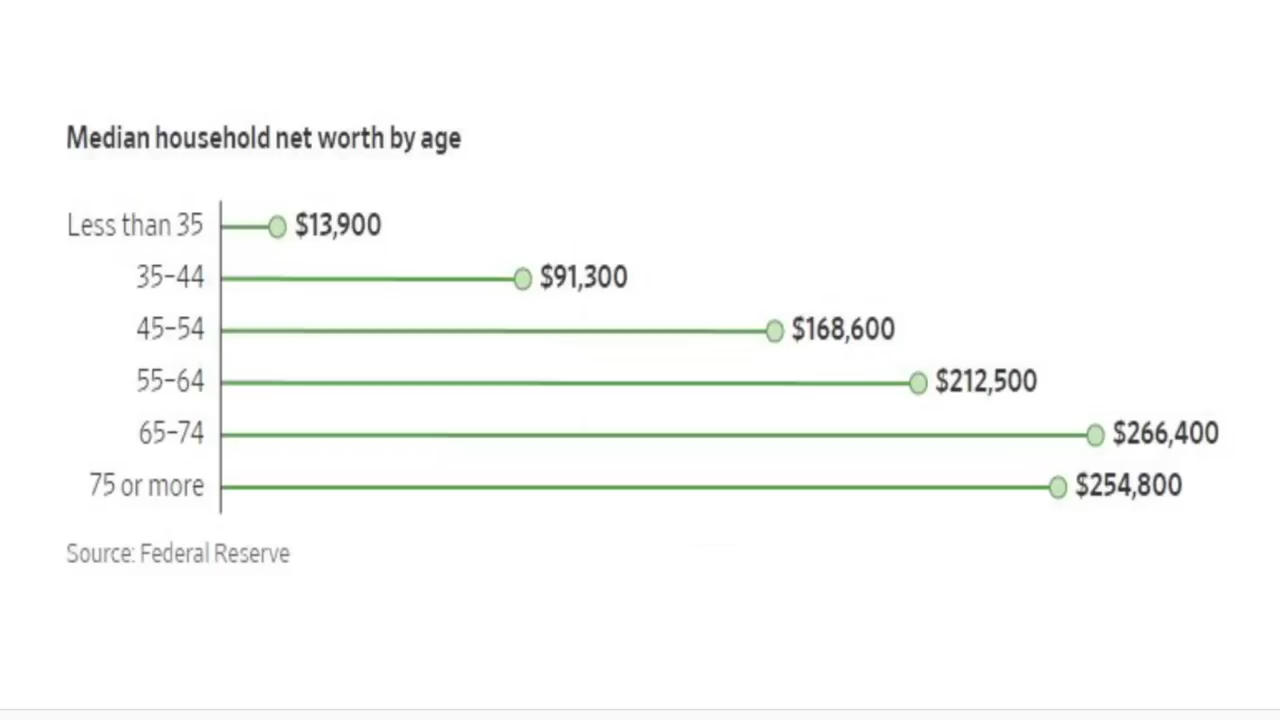 Median household net worth by age
Less than 35 $13,900
35–44 $91,300
45–54 $168,600
55–64 $212,500
65–74 $266,400
75 or more $254,800
Source: Federal Reserve